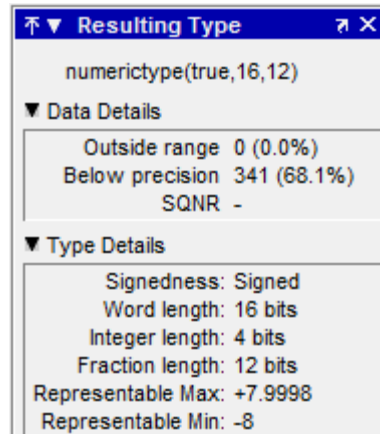 Resulting Type
numerictype(true,16,12)
Data Details
Outside range 0 (0.0%)
Below precision 341 (68.1%)
SQNR -
Type Details
Signedness: Signed
Word length: 16 bits
Integer length: 4 bits
Fraction length: 12 bits
Representable Max: +7.9998
Representable Min: -8